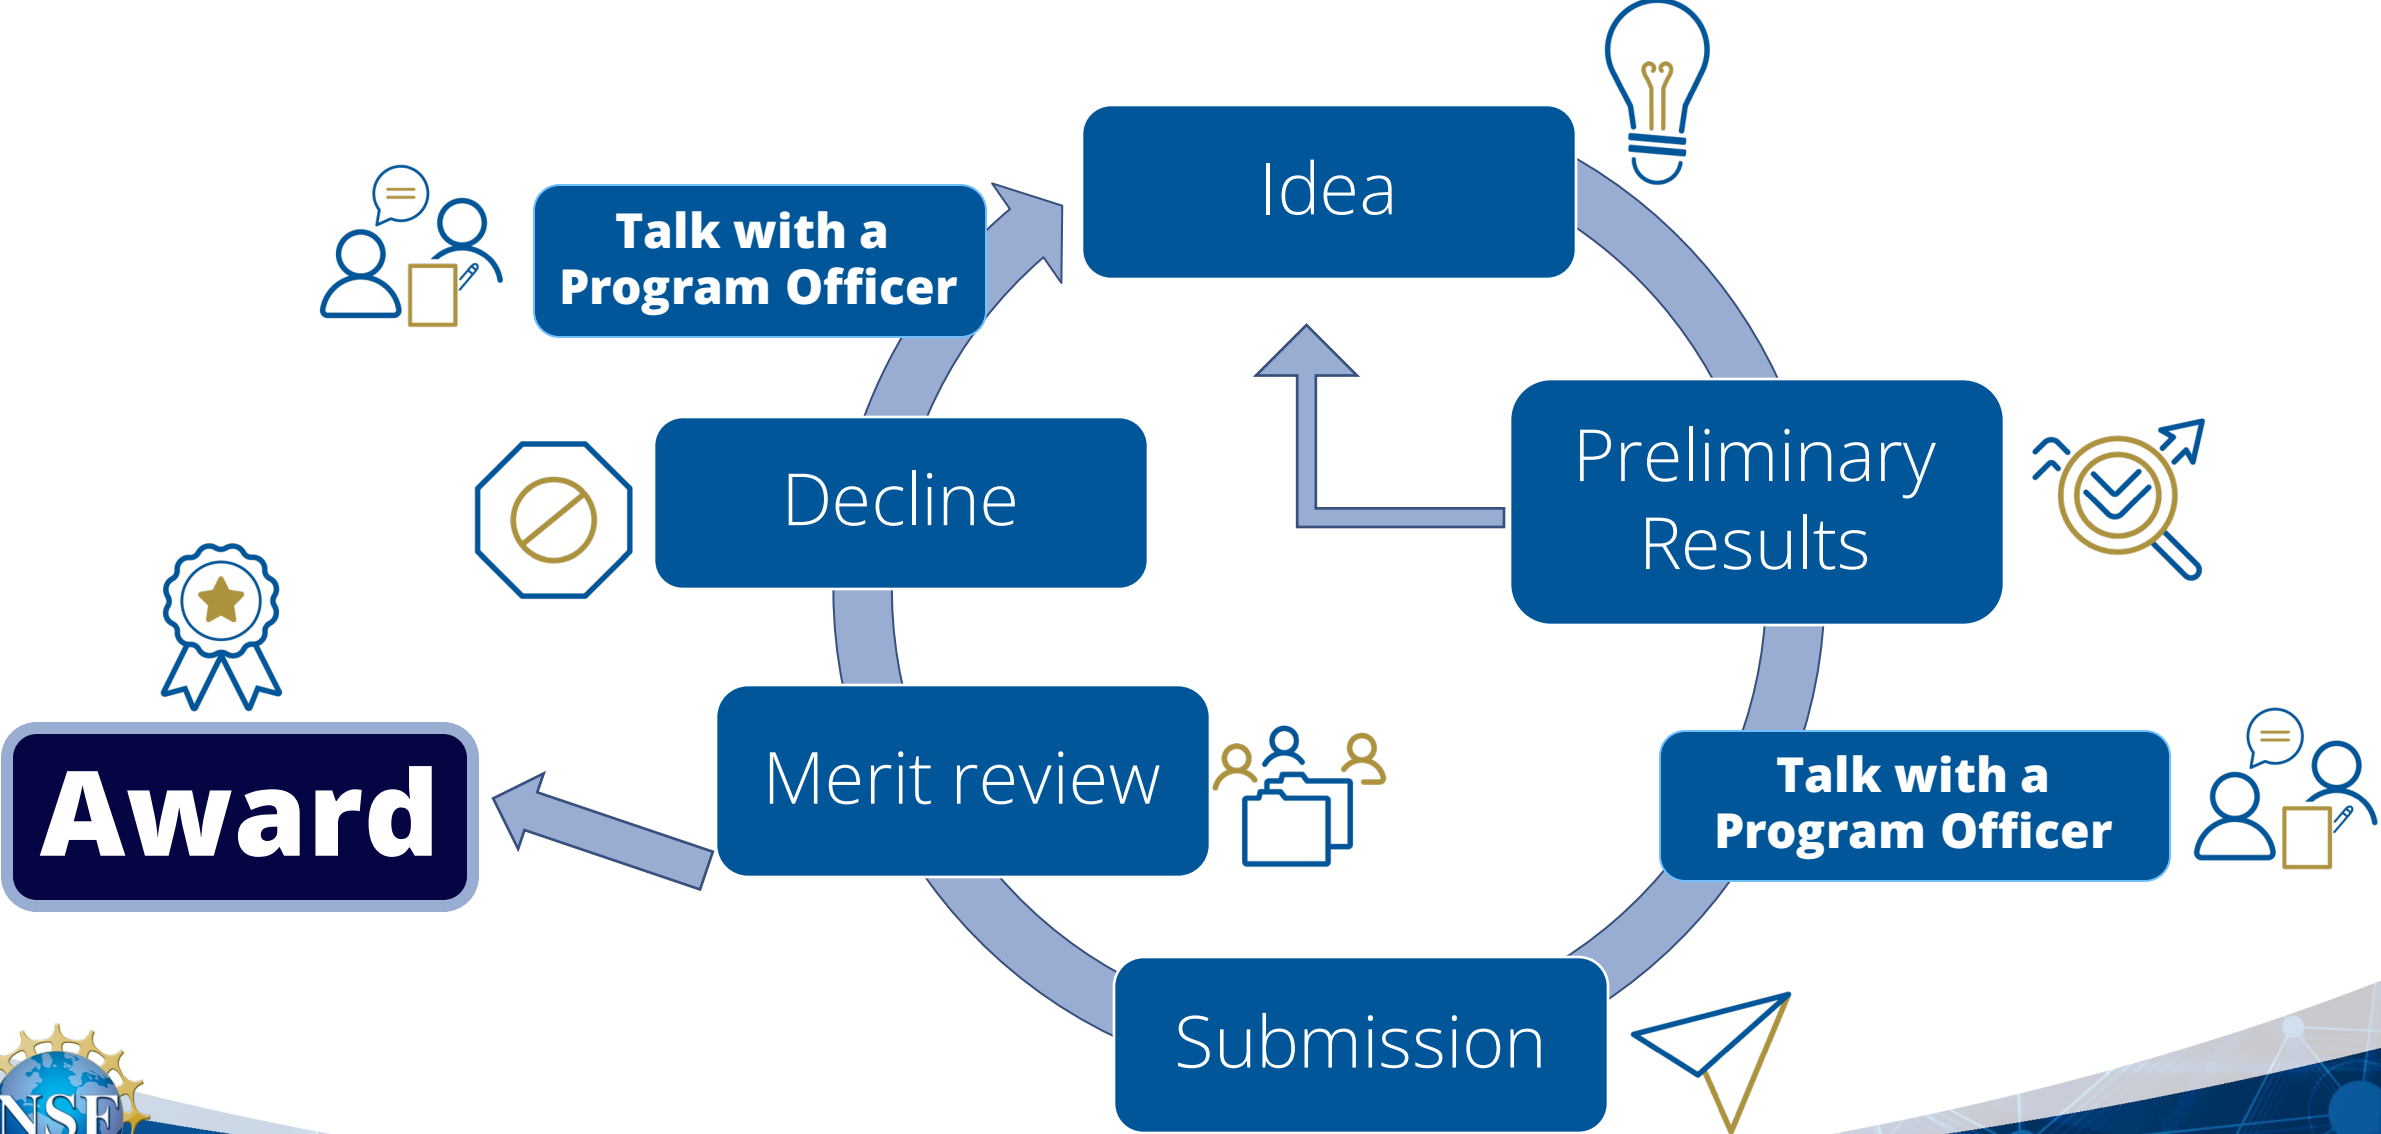 Idea
Talk with a
Program Officer
Preliminary
Results
Decline
Merit review
Award
Talk with a
Program Officer
Submission
NSF